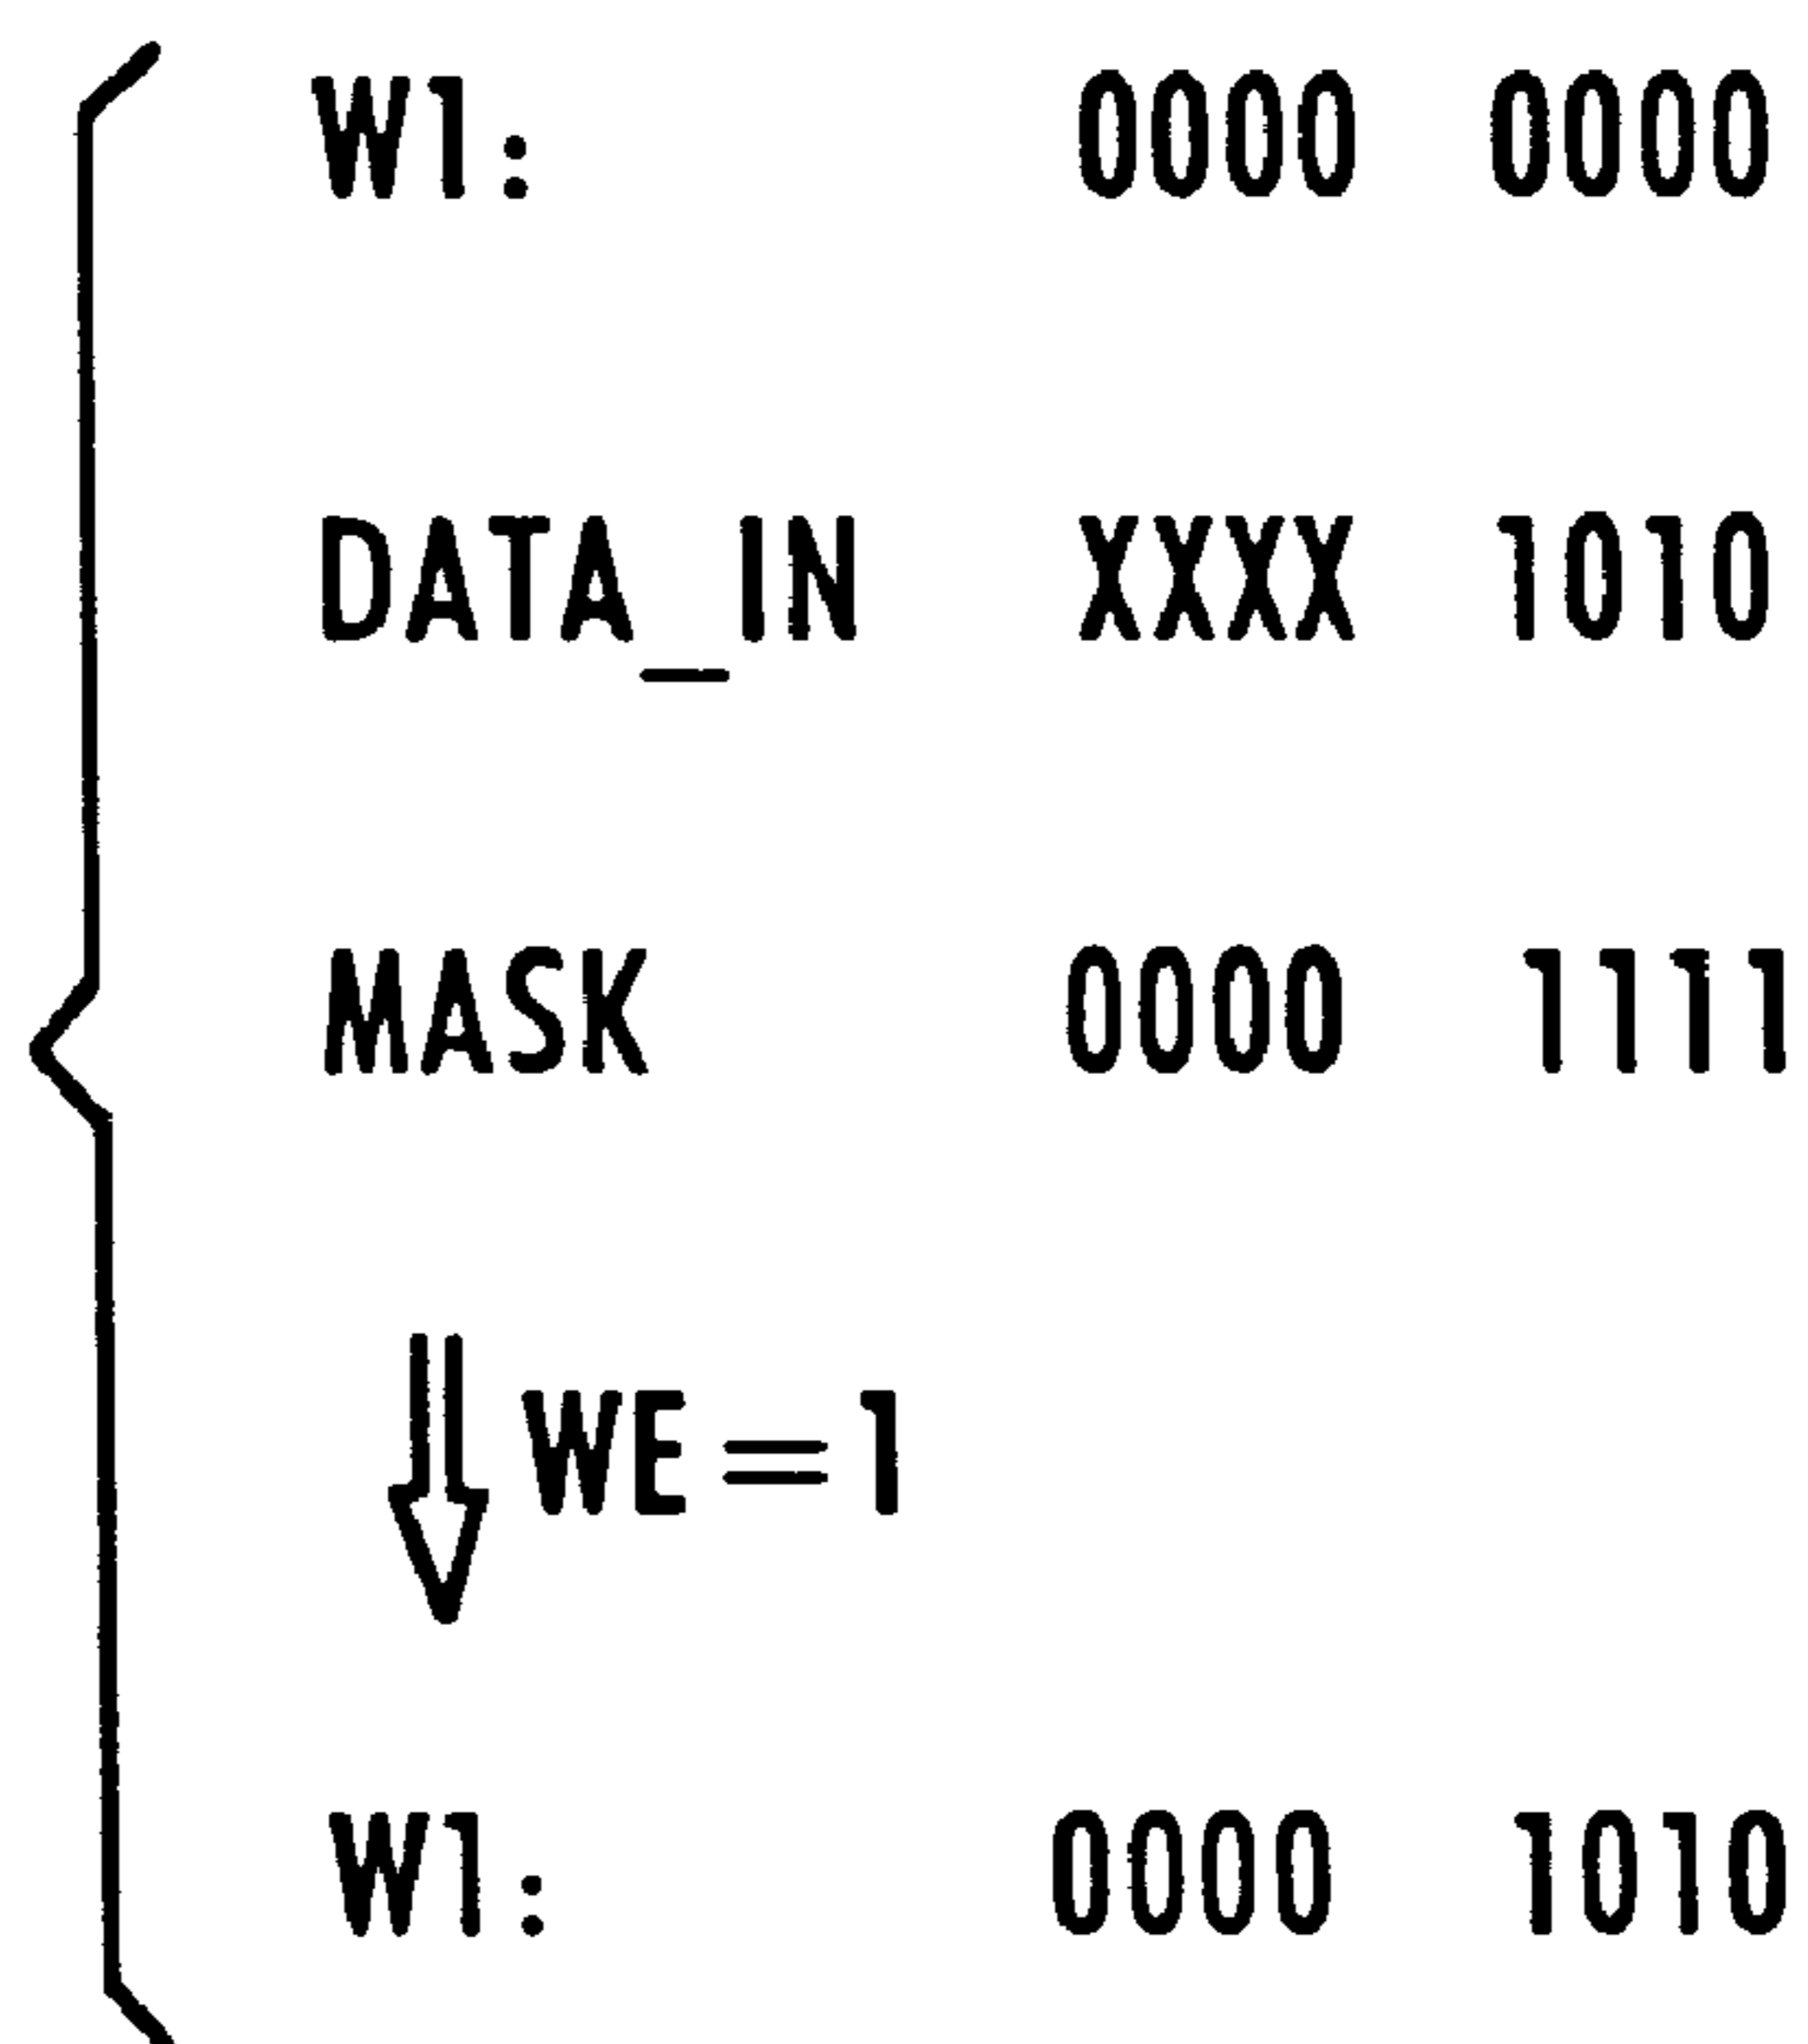 W1: 0000 0000
DATA_IN XXXX 1010
MASK 0000 1111
WE=1
W1: 0000 1010